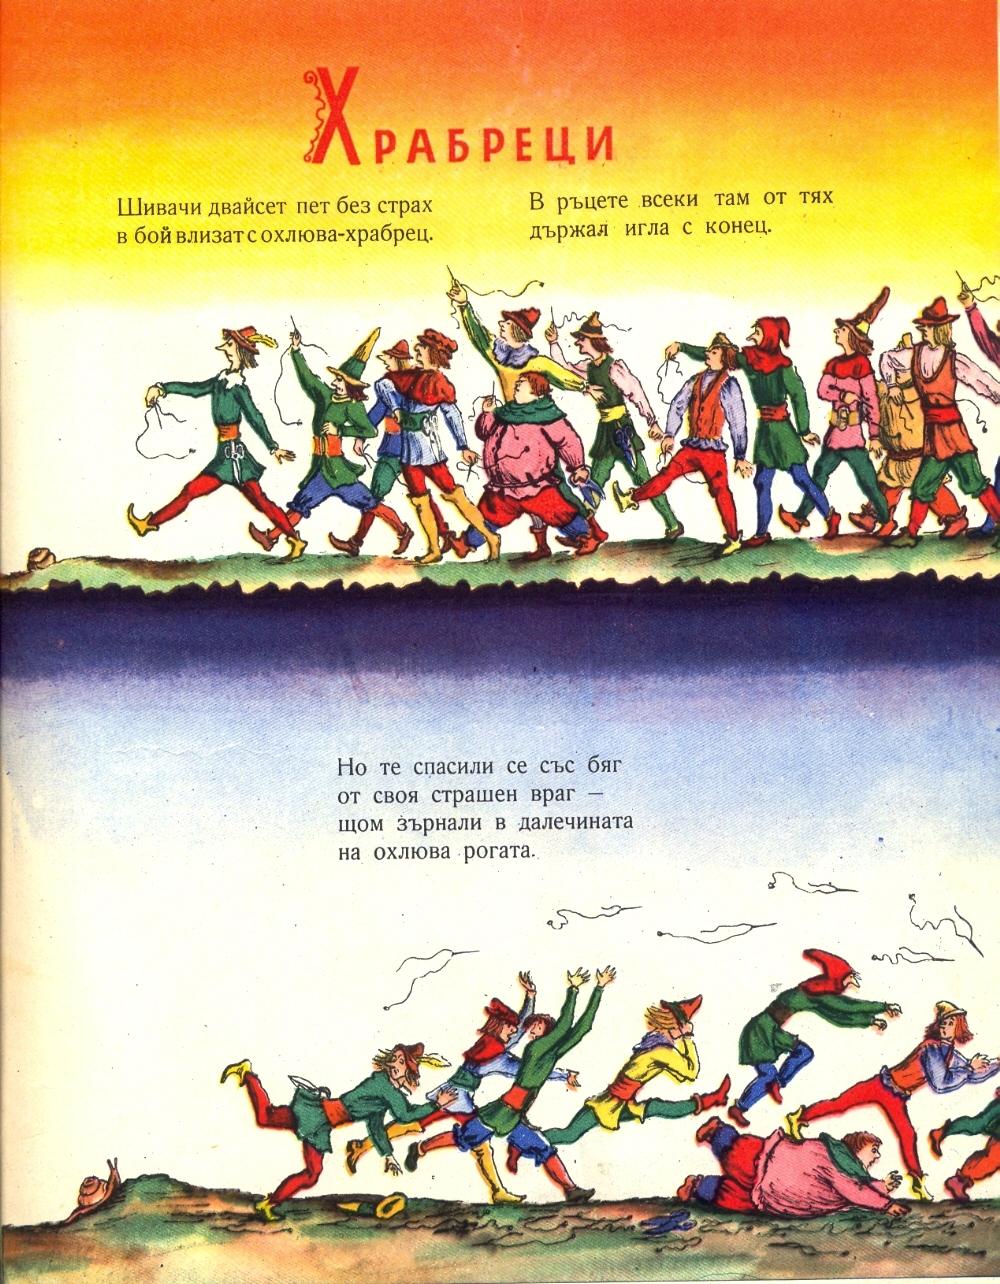 ХРАБРЕЦИ
Шивачи двайсет пет без страх
в бой влизат с охлюва-храбрец.
В ръцете всеки там от тях
държал игла с конец.
Но те спасили се със бяг
от своя страшен враг —
щом зърнали в далечината
на охлюва рогата.